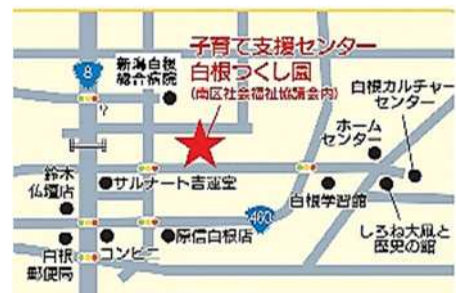 子育て支援センター
白根つくし園
(南区社会福祉協議会内)
8
新潟白根
総合病院
白根カルチャー
センター
ホーム
センター
鈴木
仏壇店
サルナート吉運堂
白根学習館
460
しろね大凧と
歴史の館
原信白根店
コンビニ
白根
郵便局